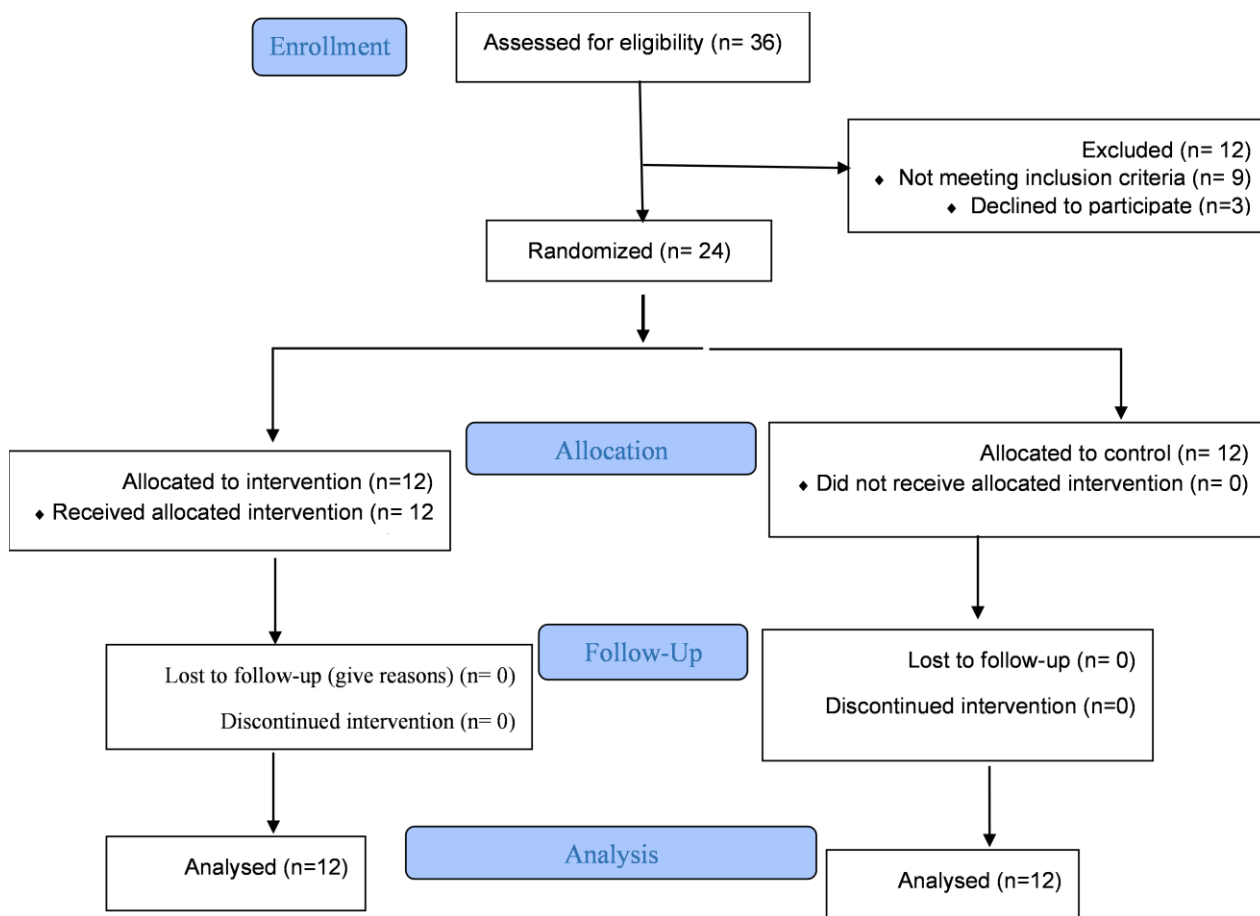 Enrollment
Assessed for eligibility (n= 36)
Excluded (n= 12)
♦ Not meeting inclusion criteria (n= 9)
♦ Declined to participate (n=3)
Randomized (n= 24)
Allocation
Allocated to intervention (n=12)
♦ Received allocated intervention (n= 12
Allocated to control (n= 12)
♦ Did not receive allocated intervention (n= 0)
Follow-Up
Lost to follow-up (give reasons) (n= 0)
Discontinued intervention (n= 0)
Lost to follow-up (n= 0)
Discontinued intervention (n=0)
Analysis
Analysed (n=12)
Analysed (n=12)